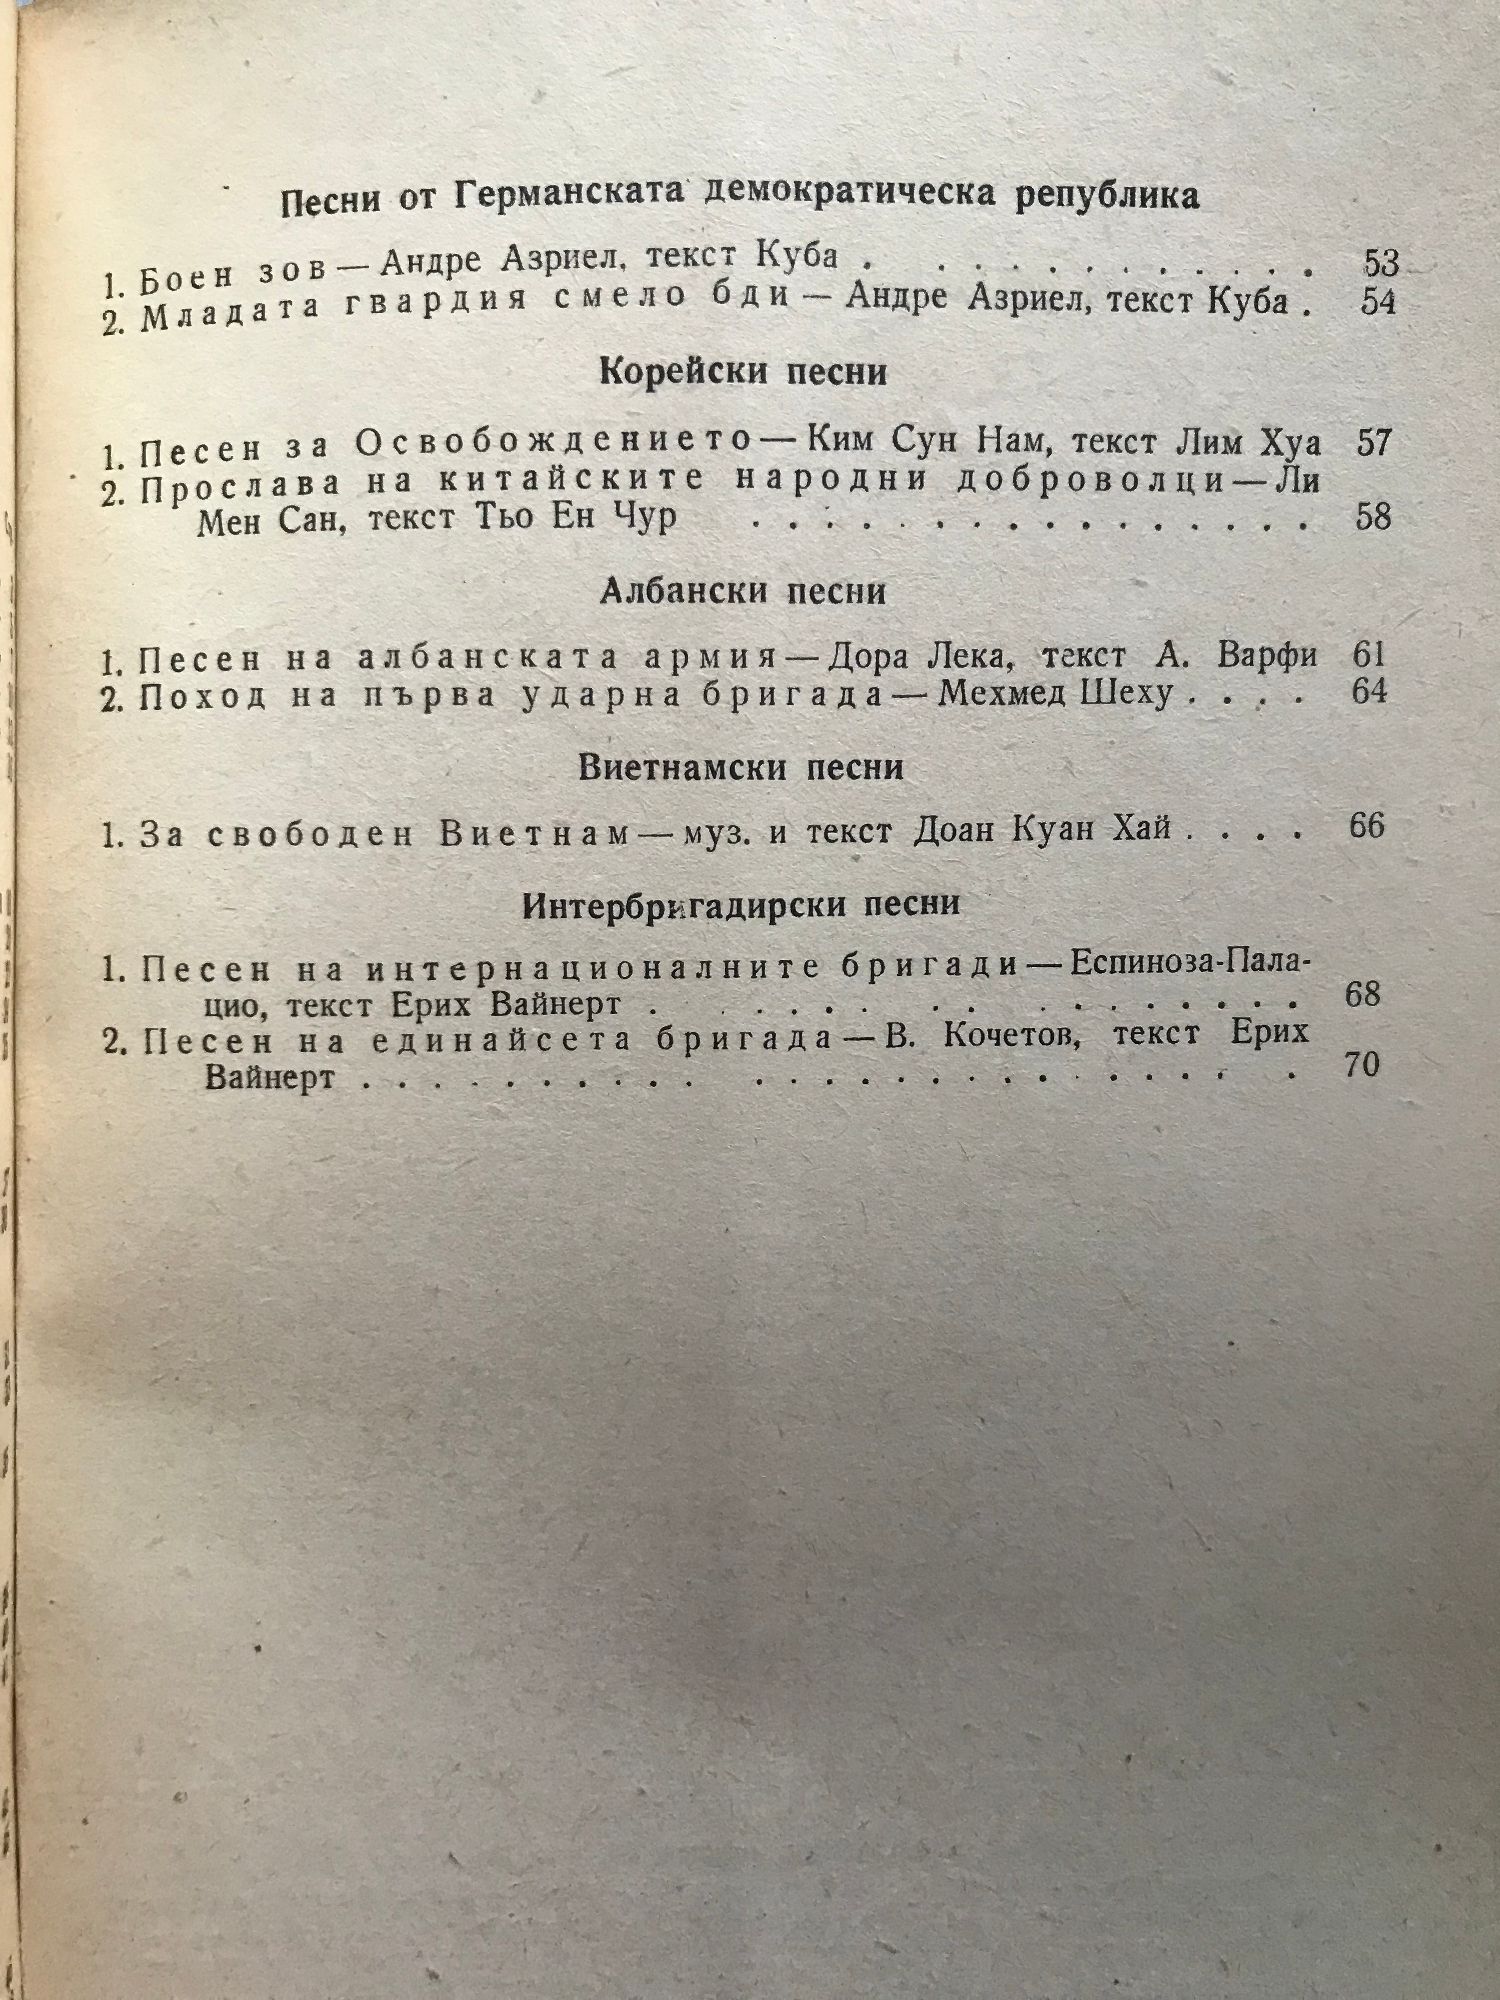 Песни от Германската демократическа република
1. Боен зов — Андре Азриел, текст Куба . . . . . . . . . . . . 53
2. Младата гвардия смело бди — Андре Азриел, текст Куба . 54
Корейски песни
1. Песен за Освобождението — Ким Сун Нам, текст Лим Хуа 57
2. Прослава на китайските народни доброволци — Ли
Мен Сан, текст Тьо Ен Чур . . . . . . . . . . . . . . . . 58
Албански песни
1. Песен на албанската армия — Дора Лека, текст А. Варфи 61
2. Поход на първа ударна бригада — Мехмед Шеху . . . . 64
Виетнамски песни
1. За свободен Виетнам — муз. и текст Доан Куан Хай . . . . 66
Интербригадирски песни
1. Песен на интернационалните бригади — Еспиноза-Пала-
цио, текст Ерих Вайнерт . . . . . . . . . . . . . . . 68
2. Песен на единайсета бригада — В. Кочетов, текст Ерих
Вайнерт . . . . . . . . . . . . . . . . . . . . . . . . 70